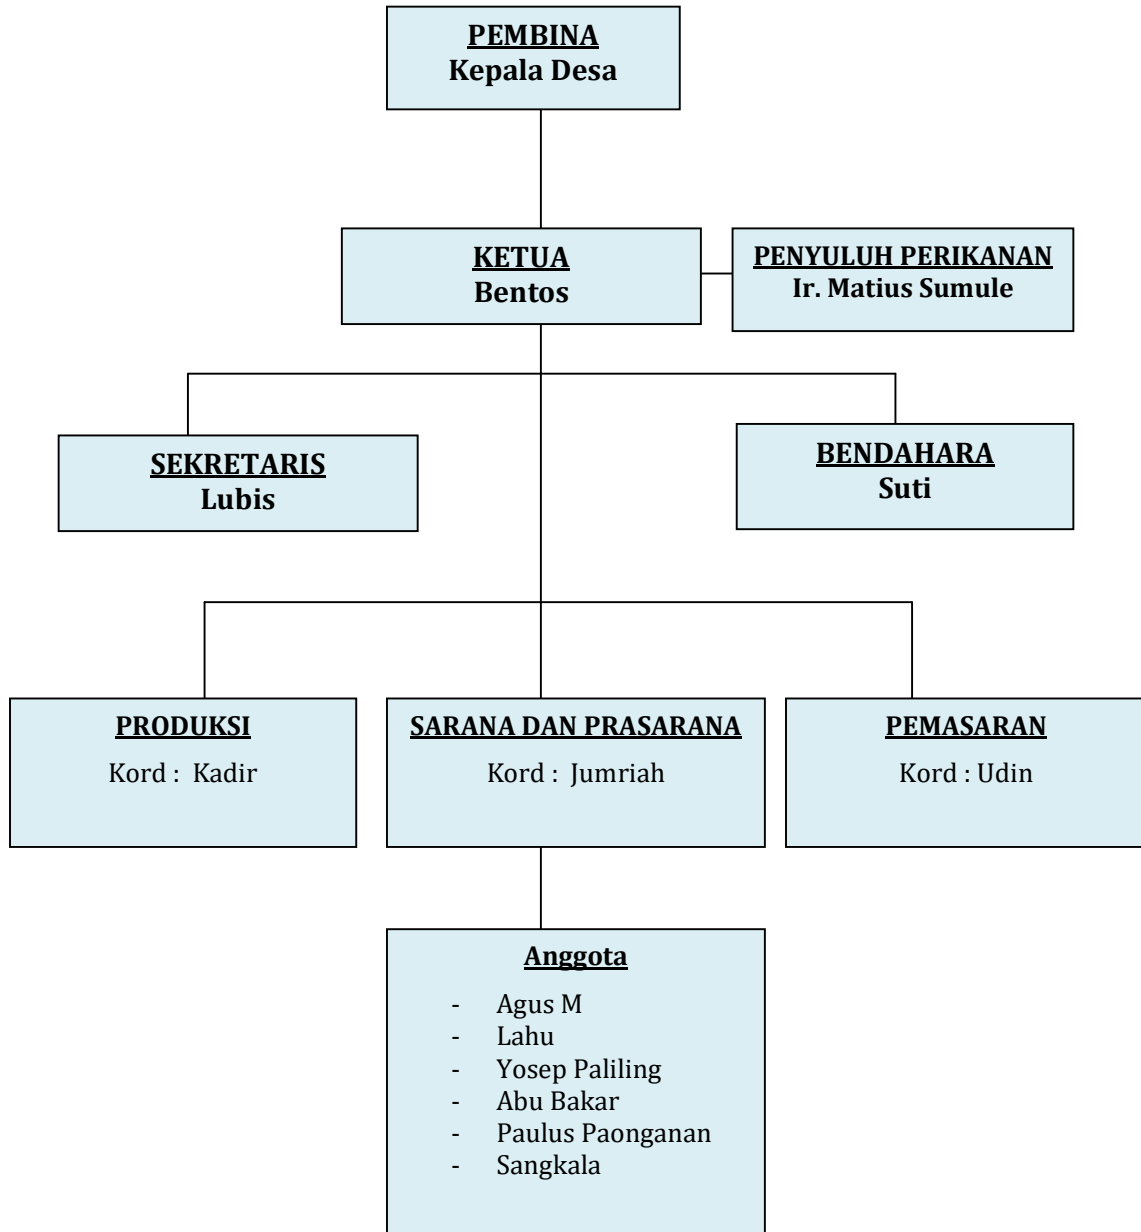 PEMBINA
Kepala Desa
KETUA
Bentos
PENYULUH PERIKANAN
Ir. Matius Sumule
SEKRETARIS
Lubis
BENDAHARA
Suti
PRODUKSI
Kord :  Kadir
SARANA DAN PRASARANA
Kord :  Jumriah
PEMASARAN
Kord : Udin
Anggota
- Agus M
- Lahu
- Yosep Paliling
- Abu Bakar
- Paulus Paonganan
- Sangkala